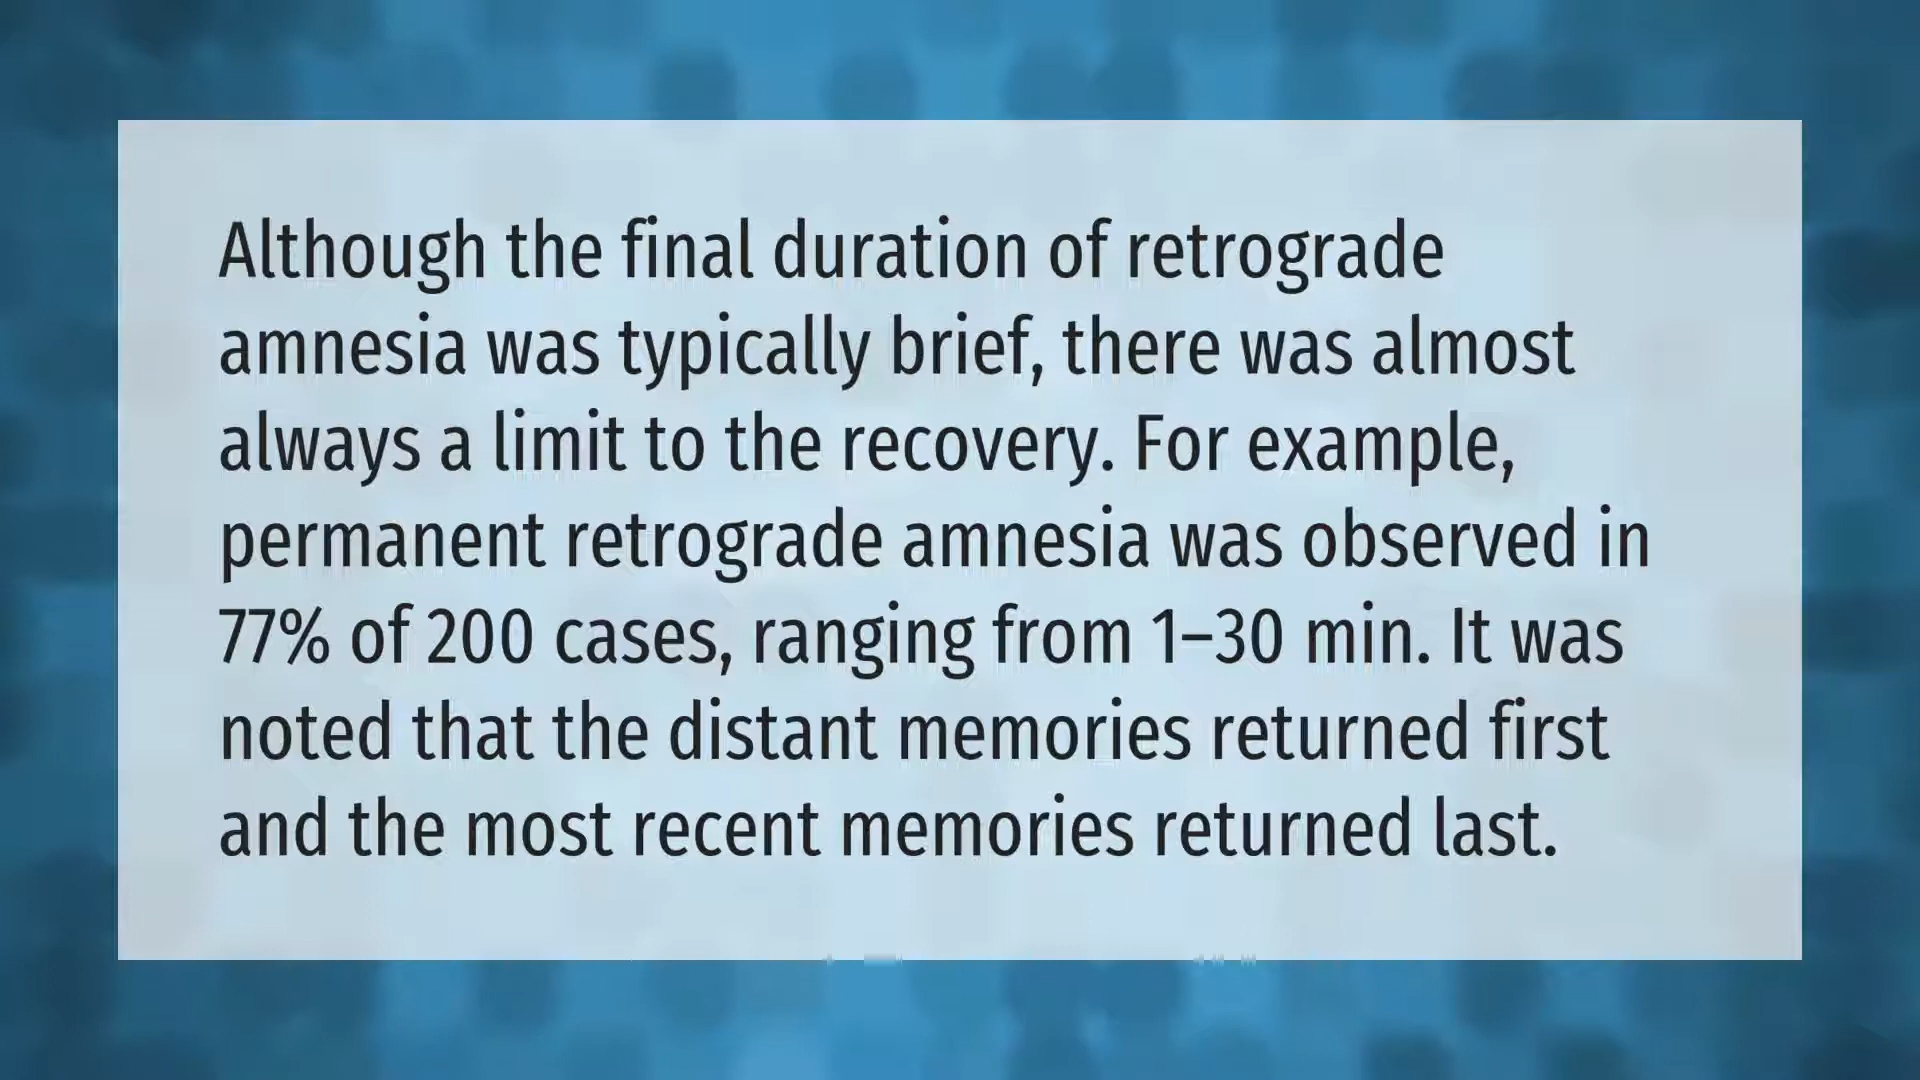 Although the final duration of retrograde
amnesia was typically brief, there was almost
always a limit to the recovery. For example,
permanent retrograde amnesia was observed in
77% of 200 cases, ranging from 1–30 min. It was
noted that the distant memories returned first
and the most recent memories returned last.